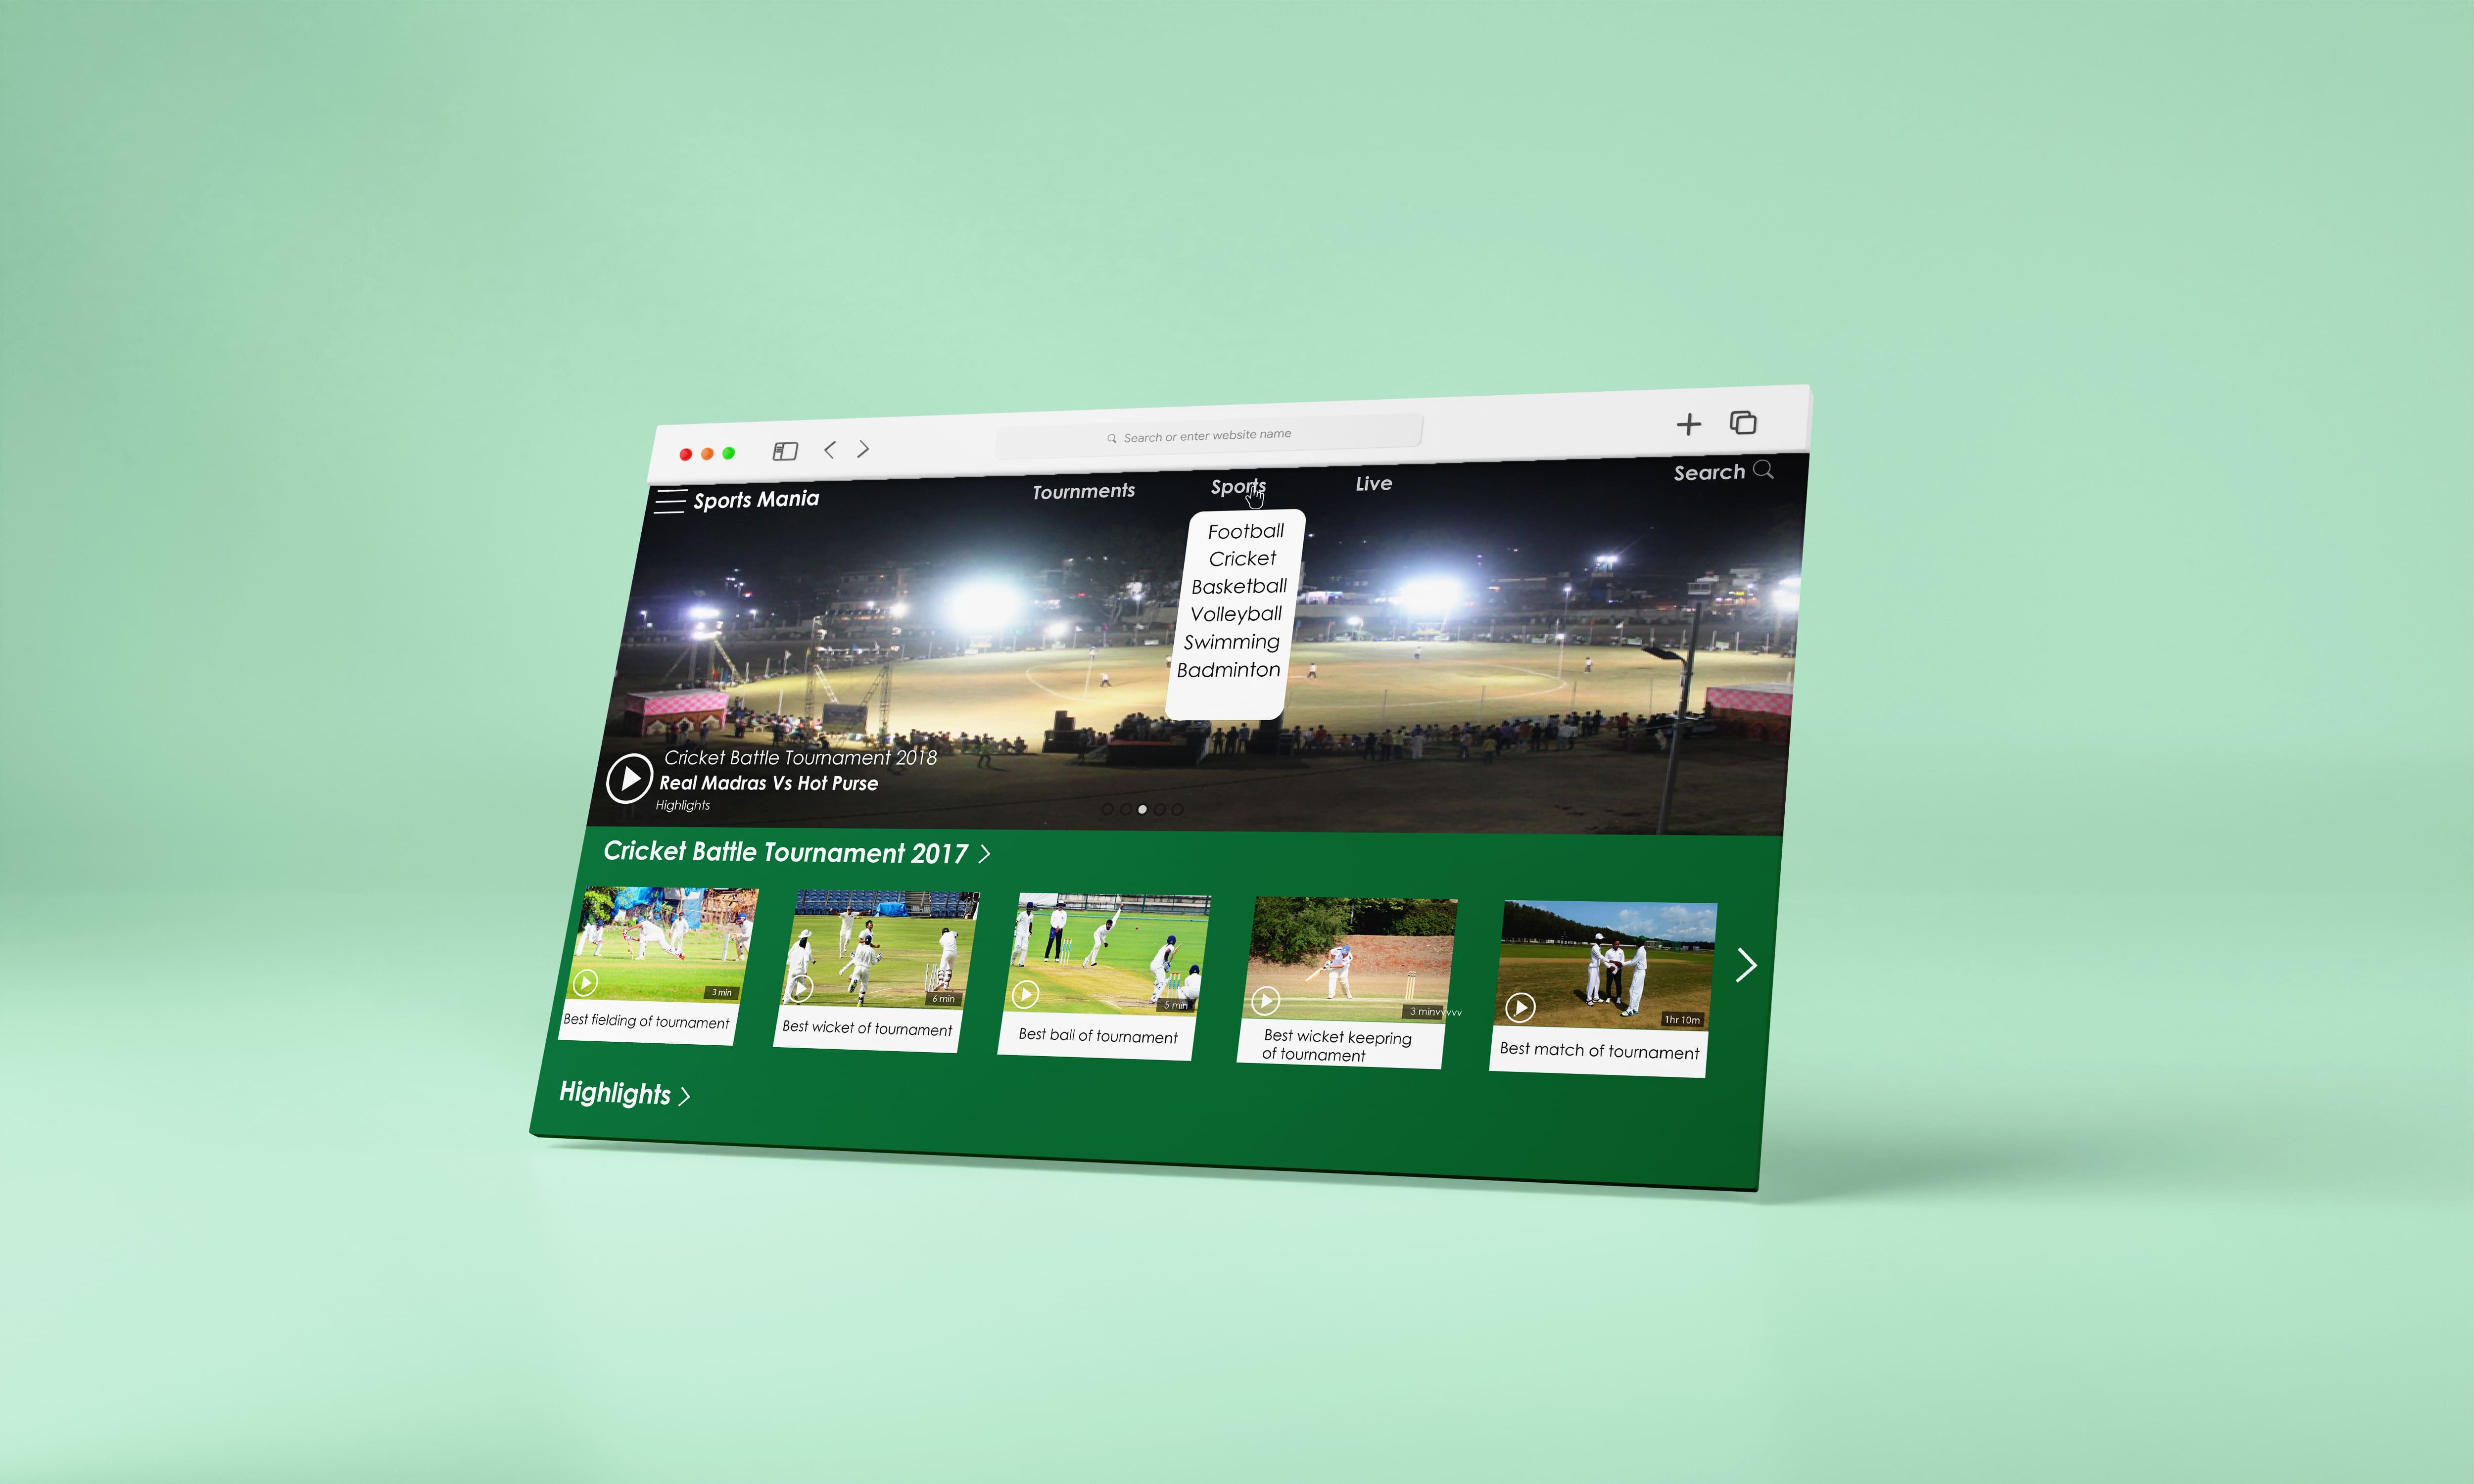 Search or enter website name
Sports Mania
Tournments
Sports
Live
Search
Football
Cricket
Basketball
Volleyball
Swimming
Badminton
Cricket Battle Tournament 2018
Real Madras Vs Hot Purse
Highlights
Cricket Battle Tournament 2017
3 min
6 min
5 min
3 minvvvvv
1hr 10m
Best fielding of tournament
Best wicket of tournament
Best ball of tournament
Best wicket keepring
of tournament
Best match of tournament
Highlights